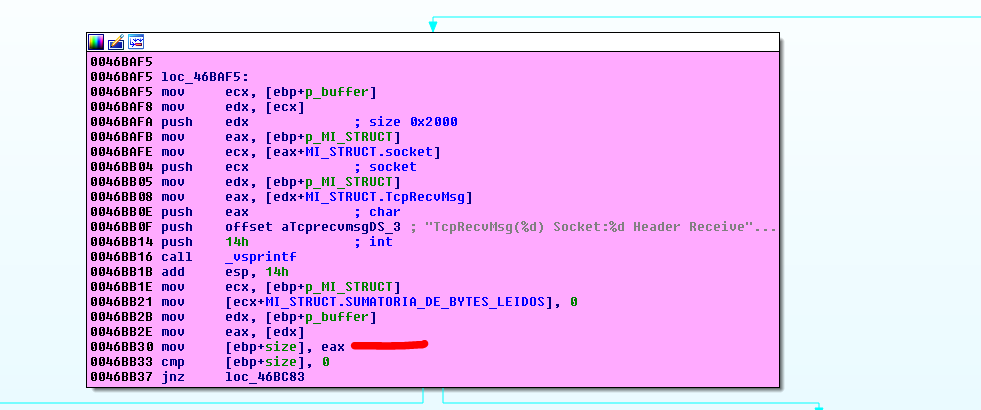 0046BAF5
0046BAF5 loc_46BAF5:
0046BAF5 mov ecx, [ebp+p_buffer]
0046BAF8 mov edx, [ecx]
0046BAFA push edx ; size 0x2000
0046BAFB mov eax, [ebp+p_MI_STRUCT]
0046BAFE mov ecx, [eax+MI_STRUCT.socket]
0046BB04 push ecx ; socket
0046BB05 mov edx, [ebp+p_MI_STRUCT]
0046BB08 mov eax, [edx+MI_STRUCT.TcpRecvMsg]
0046BB0E push eax ; char
0046BB0F push offset aTcprecvmsgDS_3 ; "TcpRecvMsg(%d) Socket:%d Header Receive"...
0046BB14 push 14h ; int
0046BB16 call _vsprintf
0046BB1B add esp, 14h
0046BB1E mov ecx, [ebp+p_MI_STRUCT]
0046BB21 mov [ecx+MI_STRUCT.SUMATORIA_DE_BYTES_LEIDOS], 0
0046BB2B mov edx, [ebp+p_buffer]
0046BB2E mov eax, [edx]
0046BB30 mov [ebp+size], eax
0046BB33 cmp [ebp+size], 0
0046BB37 jnz loc_46BC83